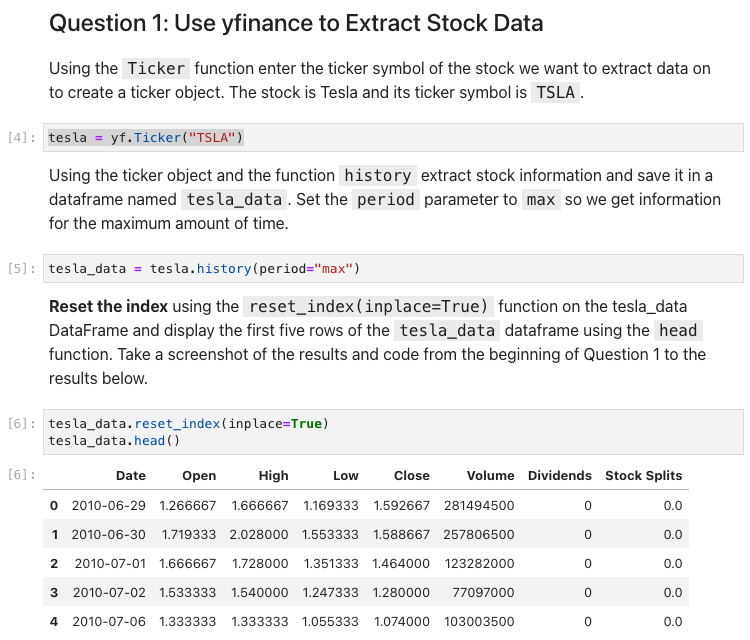 Question 1: Use yfinance to Extract Stock Data
Using the Ticker function enter the ticker symbol of the stock we want to extract data on
to create a ticker object. The stock is Tesla and its ticker symbol is TSLA .
[4]: tesla = yf.Ticker("TSLA")
Using the ticker object and the function history extract stock information and save it in a
dataframe named tesla_data . Set the period parameter to max so we get information
for the maximum amount of time.
[5]: tesla_data = tesla.history(period="max")
Reset the index using the reset_index(inplace=True) function on the tesla_data
DataFrame and display the first five rows of the tesla_data dataframe using the head
function. Take a screenshot of the results and code from the beginning of Question 1 to the
results below.
[6]: tesla_data.reset_index(inplace=True)
tesla_data.head()
[6]: Date Open High Low Close Volume Dividends Stock Splits
0 2010-06-29 1.266667 1.666667 1.169333 1.592667 281494500 0 0.0
1 2010-06-30 1.719333 2.028000 1.553333 1.588667 257806500 0 0.0
2 2010-07-01 1.666667 1.728000 1.351333 1.464000 123282000 0 0.0
3 2010-07-02 1.533333 1.540000 1.247333 1.280000 77097000 0 0.0
4 2010-07-06 1.333333 1.333333 1.055333 1.074000 103003500 0 0.0